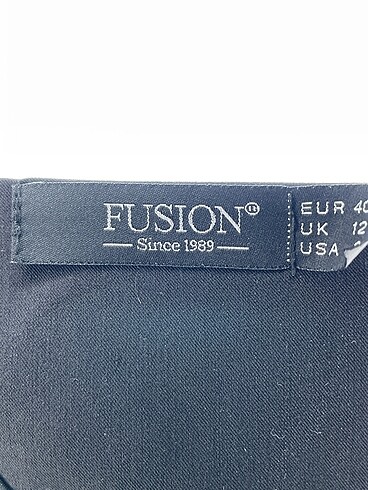 FUSION®
Since 1989
EUR 40
UK 12
USA